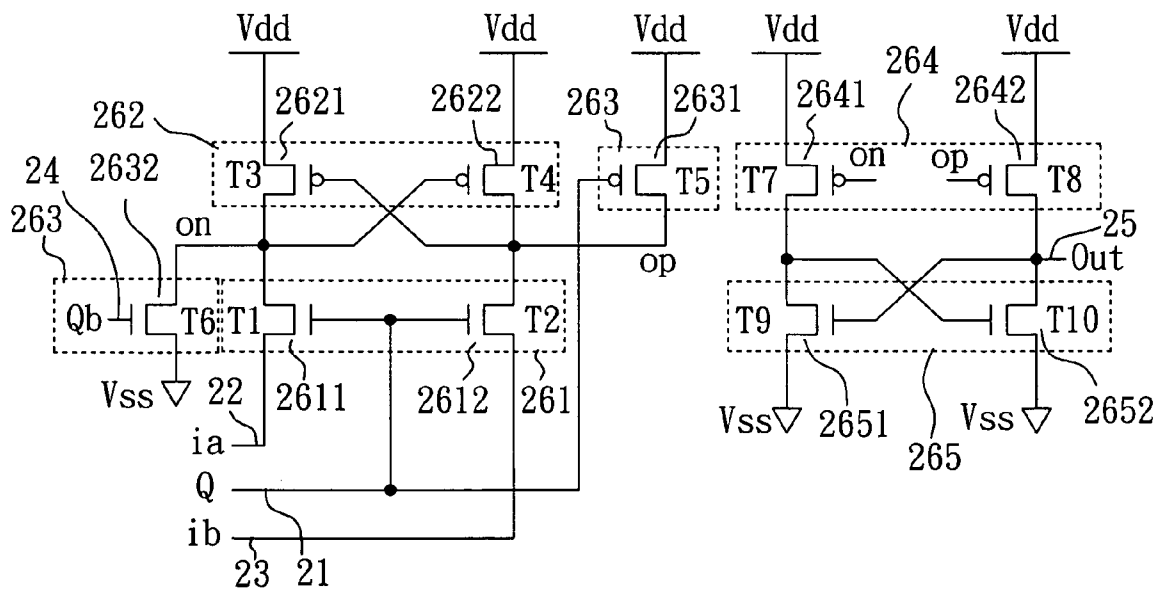 Vdd Vdd Vdd Vdd Vdd
264
2621 2622 263 2631 2641 2642
262
24 2632 T3 T4 T5 T7 on op T8
263 on op 25
Out
Qb T6 T1 T2 T9 T10
Vss 22 2611 2612 261 Vss 2651 Vss 2652
ia 265
Q
ib
23 21